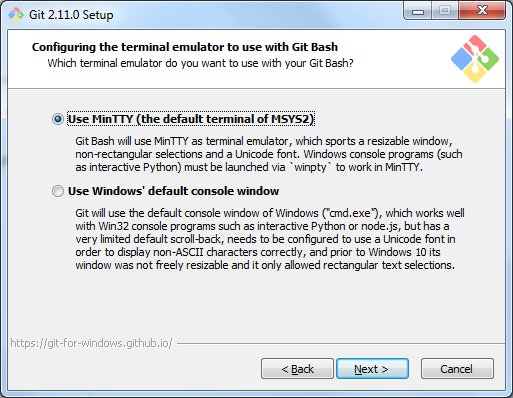 Git 2.11.0 Setup
Configuring the terminal emulator to use with Git Bash
Which terminal emulator do you want to use with your Git Bash?
Use MinTTY (the default terminal of MSYS2)
Git Bash will use MinTTY as terminal emulator, which sports a resizable window,
non-rectangular selections and a Unicode font. Windows console programs (such
as interactive Python) must be launched via `winpty` to work in MinTTY.
Use Windows' default console window
Git will use the default console window of Windows ("cmd.exe"), which works well
with Win32 console programs such as interactive Python or node.js, but has a
very limited default scroll-back, needs to be configured to use a Unicode font in
order to display non-ASCII characters correctly, and prior to Windows 10 its
window was not freely resizable and it only allowed rectangular text selections.
https://git-for-windows.github.io/
< Back Next > Cancel